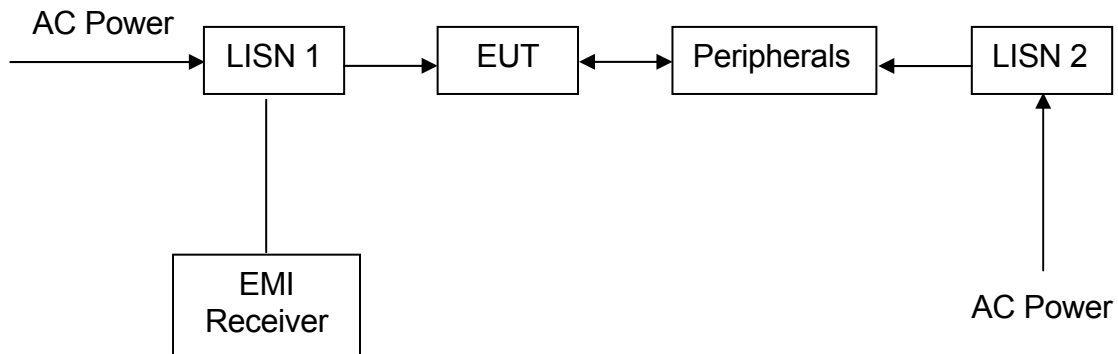 AC Power
LISN 1
EUT
Peripherals
LISN 2
EMI
Receiver
AC Power